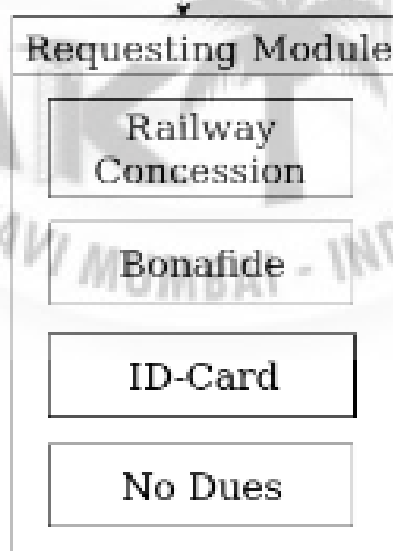 Requesting Module
Railway
Concession
Bonafide
ID-Card
No Dues